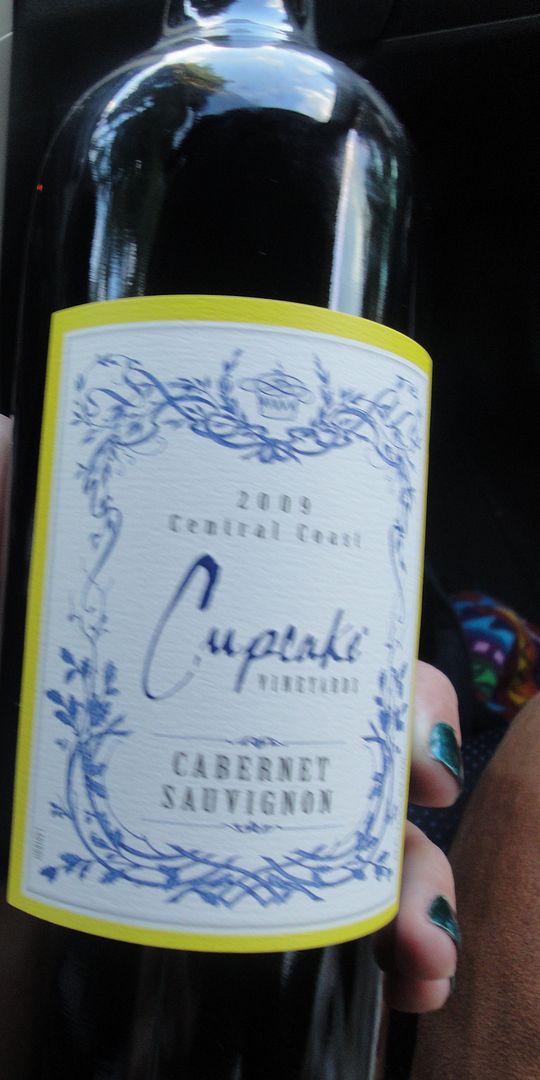 2009
Central Coast
Cupcake
VINEYARDS
CABERNET
SAUVIGNON